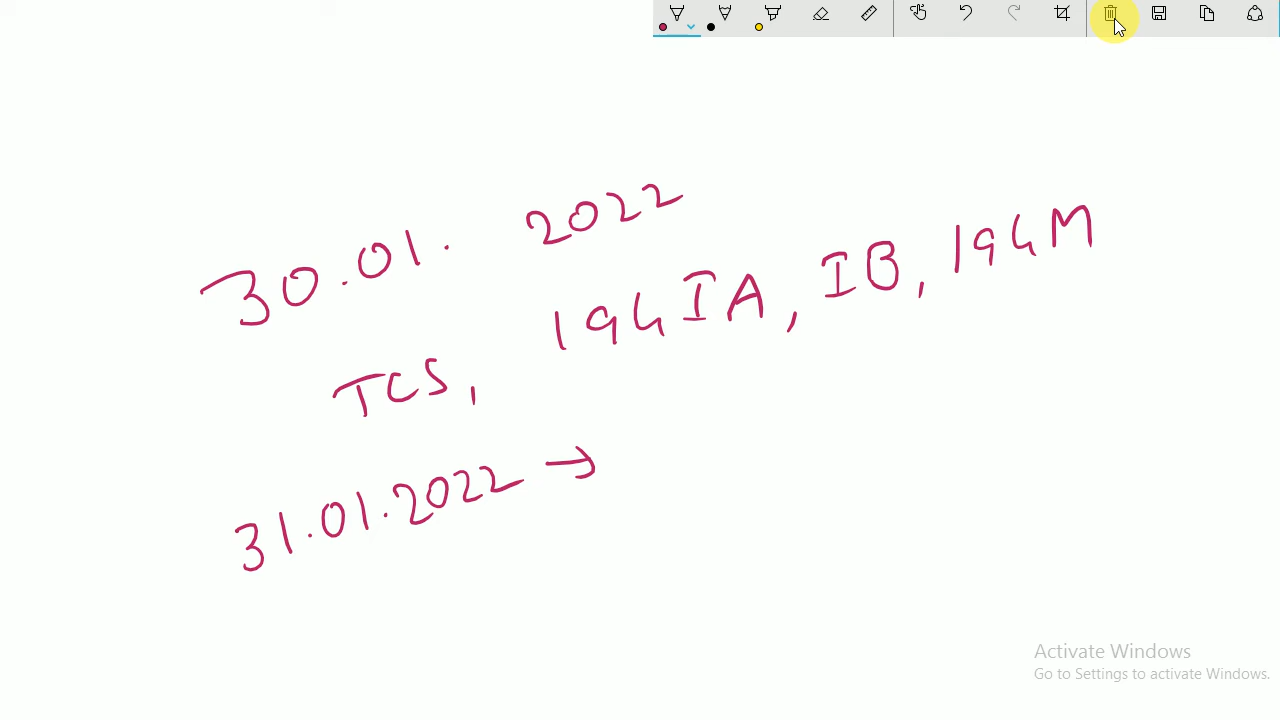 30.01. 2022
TCS, 194IA, IB, 194M
31.01.2022 →
Activate Windows
Go to Settings to activate Windows.